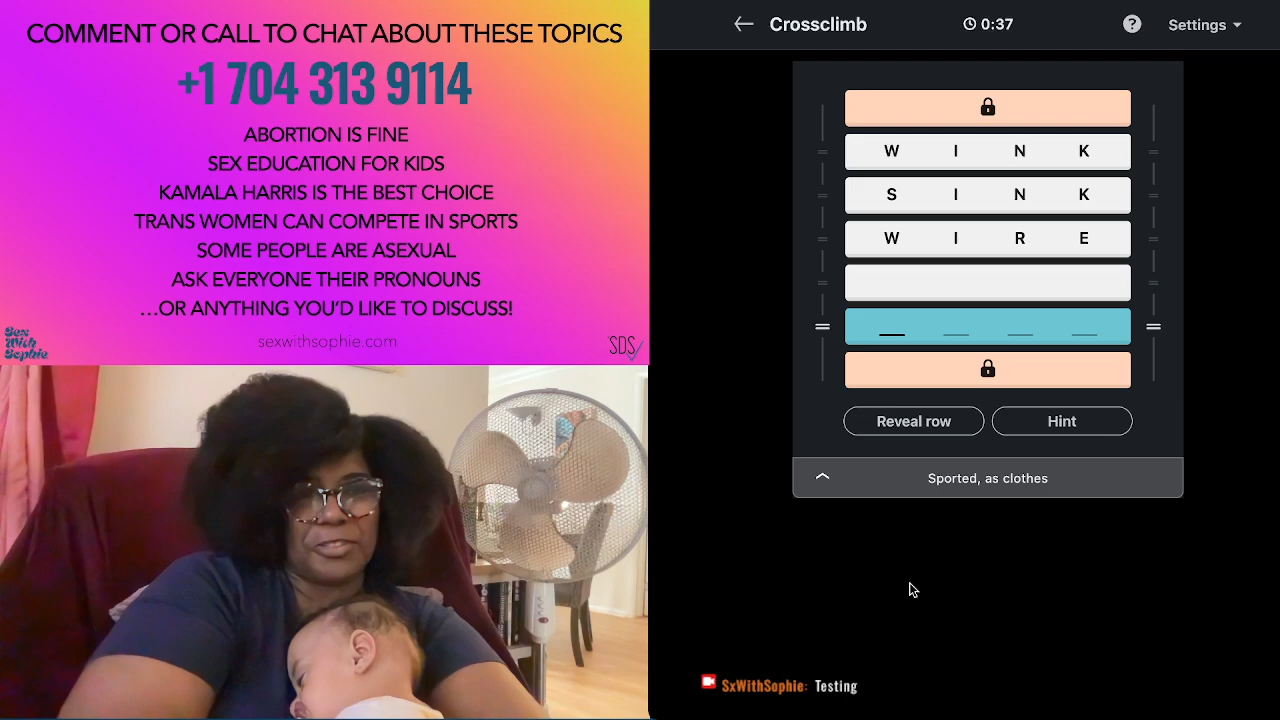 COMMENT OR CALL TO CHAT ABOUT THESE TOPICS
+1 704 313 9114
ABORTION IS FINE
SEX EDUCATION FOR KIDS
KAMALA HARRIS IS THE BEST CHOICE
TRANS WOMEN CAN COMPETE IN SPORTS
SOME PEOPLE ARE ASEXUAL
ASK EVERYONE THEIR PRONOUNS
…OR ANYTHING YOU'D LIKE TO DISCUSS!
sexwithsophie.com
Sex
With
Sophie
SDS
Crossclimb
0:37
?
Settings
W I N K
S I N K
W I R E
Reveal row
Hint
Sported, as clothes
SxWithSophie: Testing